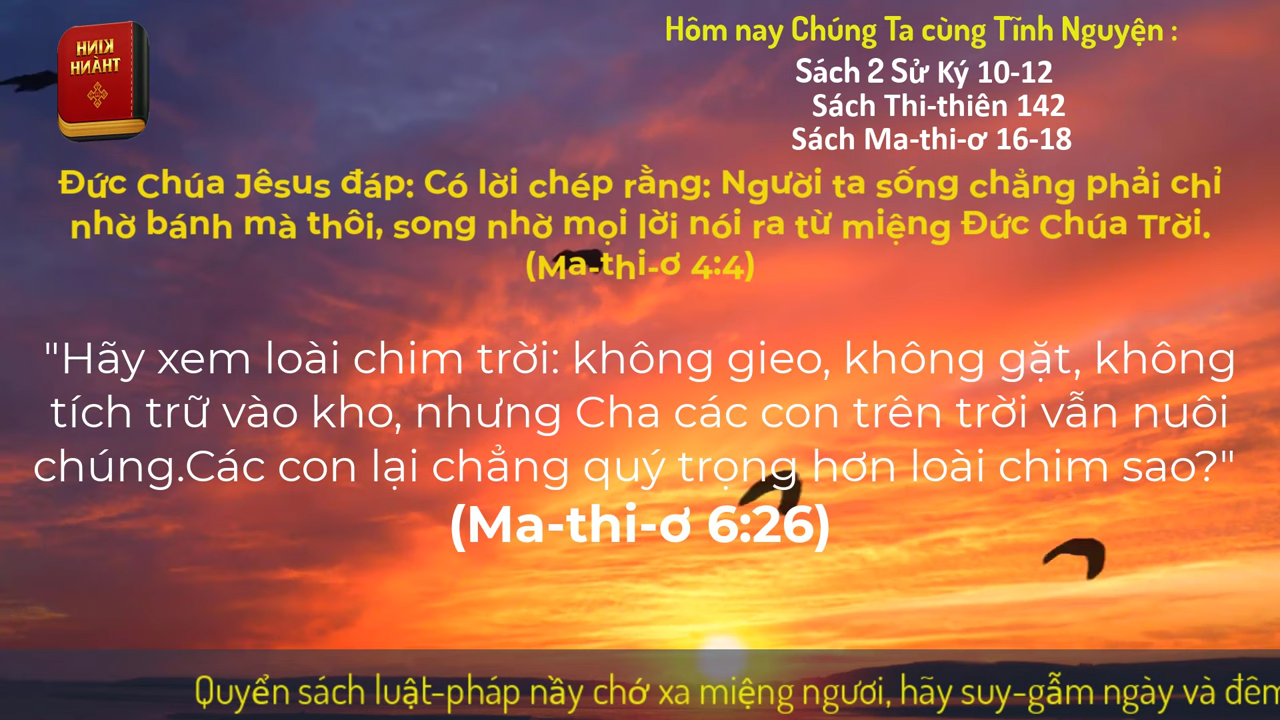 KINH
THÀNH
Hôm nay Chúng Ta cùng Tĩnh Nguyện :
Sách 2 Sử Ký 10-12
Sách Thi-thiên 142
Sách Ma-thi-ơ 16-18
Đức Chúa Jêsus đáp: Có lời chép rằng: Người ta sống chẳng phải chỉ
nhờ bánh mà thôi, song nhờ mọi lời nói ra từ miệng Đức Chúa Trời.
(Ma-thi-ơ 4:4)
"Hãy xem loài chim trời: không gieo, không gặt, không
tích trữ vào kho, nhưng Cha các con trên trời vẫn nuôi
chúng.Các con lại chẳng quý trọng hơn loài chim sao?"
(Ma-thi-ơ 6:26)
Quyển sách luật-pháp nầy chớ xa miệng ngươi, hãy suy-gẫm ngày và đêm